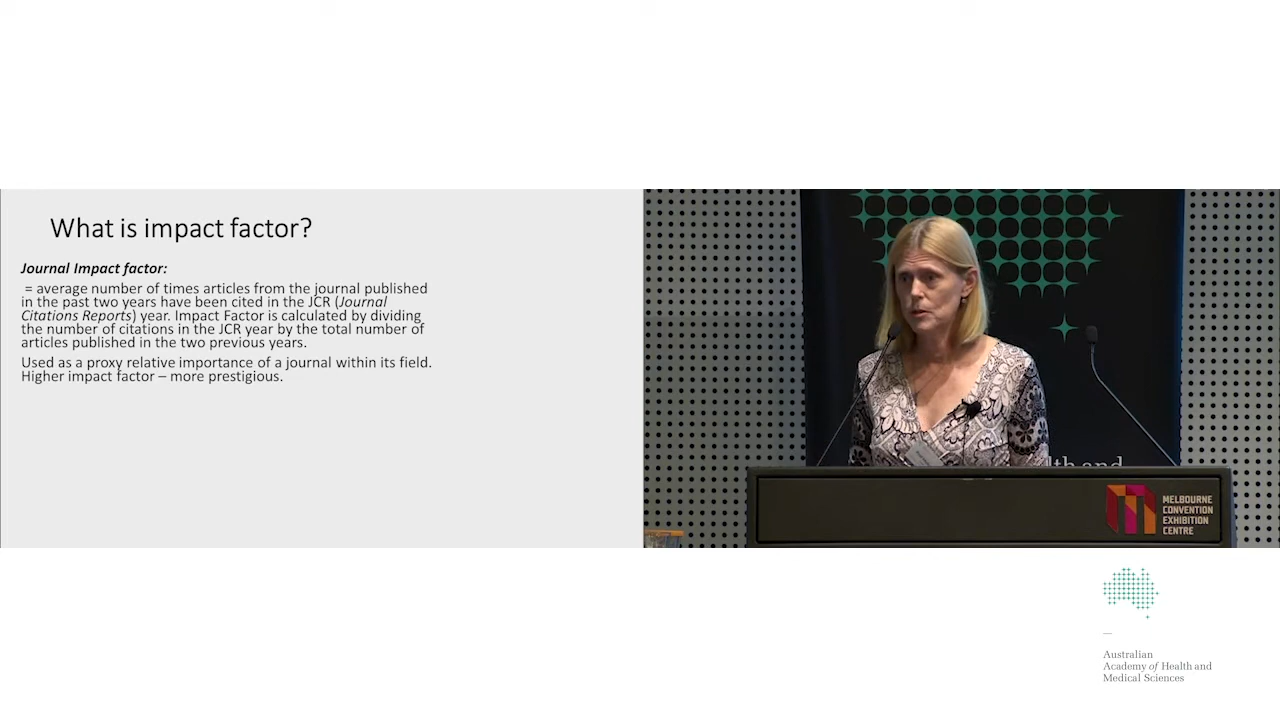 What is impact factor?
Journal Impact factor:
= average number of times articles from the journal published
in the past two years have been cited in the JCR (Journal
Citations Reports) year. Impact Factor is calculated by dividing
the number of citations in the JCR year by the total number of
articles published in the two previous years.
Used as a proxy relative importance of a journal within its field.
Higher impact factor – more prestigious.
lth and
MELBOURNE
CONVENTION
EXHIBITION
CENTRE
Australian
Academy of Health and
Medical Sciences